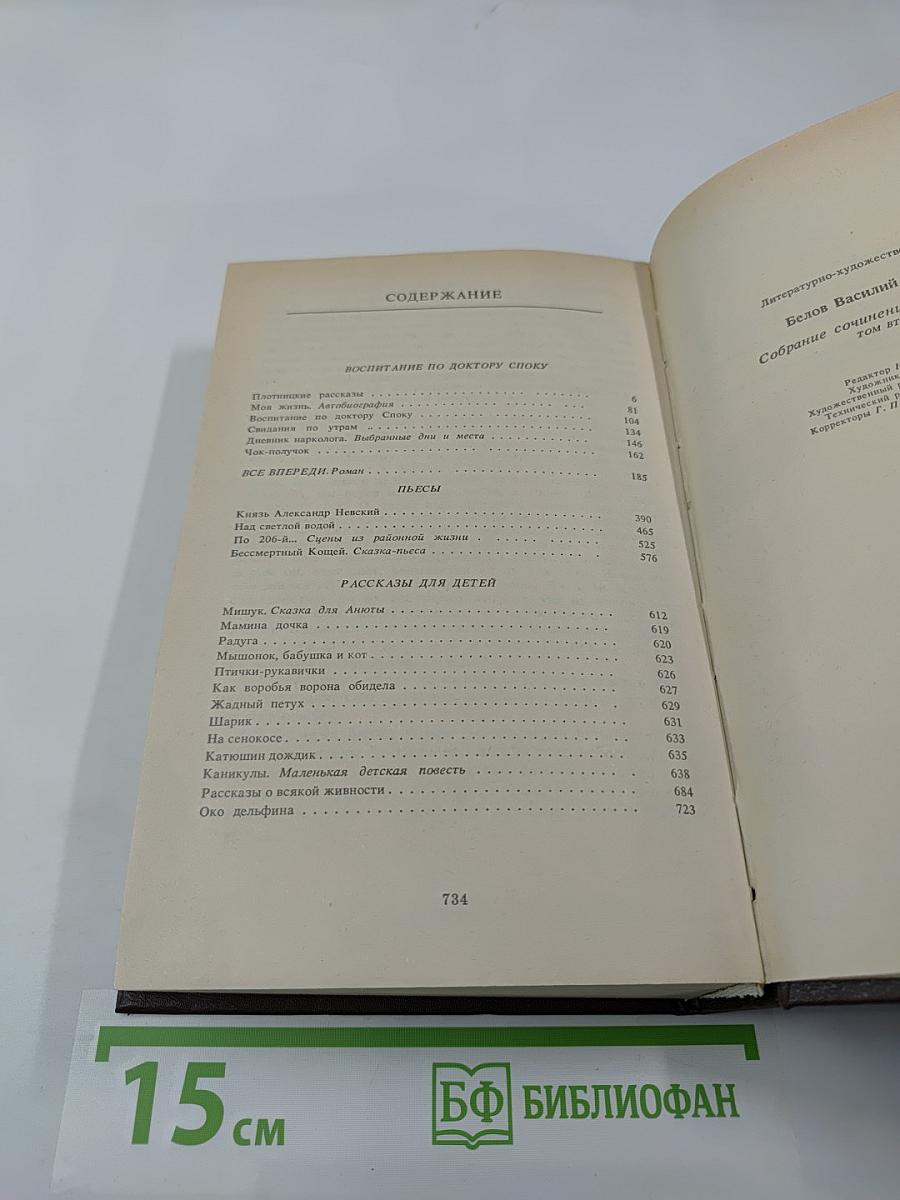 СОДЕРЖАНИЕ
ВОСПИТАНИЕ ПО ДОКТОРУ СПОКУ
Плотницкие рассказы . . . . . . . . . . . . . . . . . . . . 6
Моя жизнь. Автобиография . . . . . . . . . . . . . . . . . . 81
Воспитание по доктору Споку . . . . . . . . . . . . . . . . 104
Свидания по утрам . . . . . . . . . . . . . . . . . . . . . 134
Дневник нарколога. Выбранные дни и места . . . . . . . . . . 146
Чок-получок . . . . . . . . . . . . . . . . . . . . . . . . 162
ВСЕ ВПЕРЕДИ. Роман . . . . . . . . . . . . . . . . . . . . . 185
ПЬЕСЫ
Князь Александр Невский . . . . . . . . . . . . . . . . . . 390
Над светлой водой . . . . . . . . . . . . . . . . . . . . . 465
По 206-й... Сцены из районной жизни . . . . . . . . . . . . 525
Бессмертный Кощей. Сказка-пьеса . . . . . . . . . . . . . . 576
РАССКАЗЫ ДЛЯ ДЕТЕЙ
Мишук. Сказка для Анюты . . . . . . . . . . . . . . . . . . 612
Мамина дочка . . . . . . . . . . . . . . . . . . . . . . . . 619
Радуга . . . . . . . . . . . . . . . . . . . . . . . . . . . 620
Мышонок, бабушка и кот . . . . . . . . . . . . . . . . . . . 623
Птички-рукавички . . . . . . . . . . . . . . . . . . . . . . 626
Как воробья ворона обидела . . . . . . . . . . . . . . . . . 627
Жадный петух . . . . . . . . . . . . . . . . . . . . . . . . 629
Шарик . . . . . . . . . . . . . . . . . . . . . . . . . . . 631
На сенокосе . . . . . . . . . . . . . . . . . . . . . . . . 633
Катюшин дождик . . . . . . . . . . . . . . . . . . . . . . . 635
Каникулы. Маленькая детская повесть . . . . . . . . . . . . 638
Рассказы о всякой живности . . . . . . . . . . . . . . . . . 684
Око дельфина . . . . . . . . . . . . . . . . . . . . . . . . 723
734
Литературно-художестве
Белов Василий
Собрание сочинени
ТОМ ВТ
Редактор
Художник
Художественный
Технический р
Корректоры Г. П
15 см
БФ БИБЛИОФАН